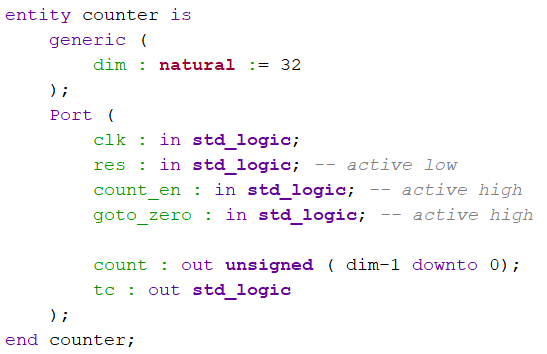 entity counter is
    generic (
        dim : natural := 32
    );
    Port (
        clk : in std_logic;
        res : in std_logic; -- active low
        count_en : in std_logic; -- active high
        goto_zero : in std_logic; -- active high

        count : out unsigned ( dim-1 downto 0);
        tc : out std_logic
    );
end counter;